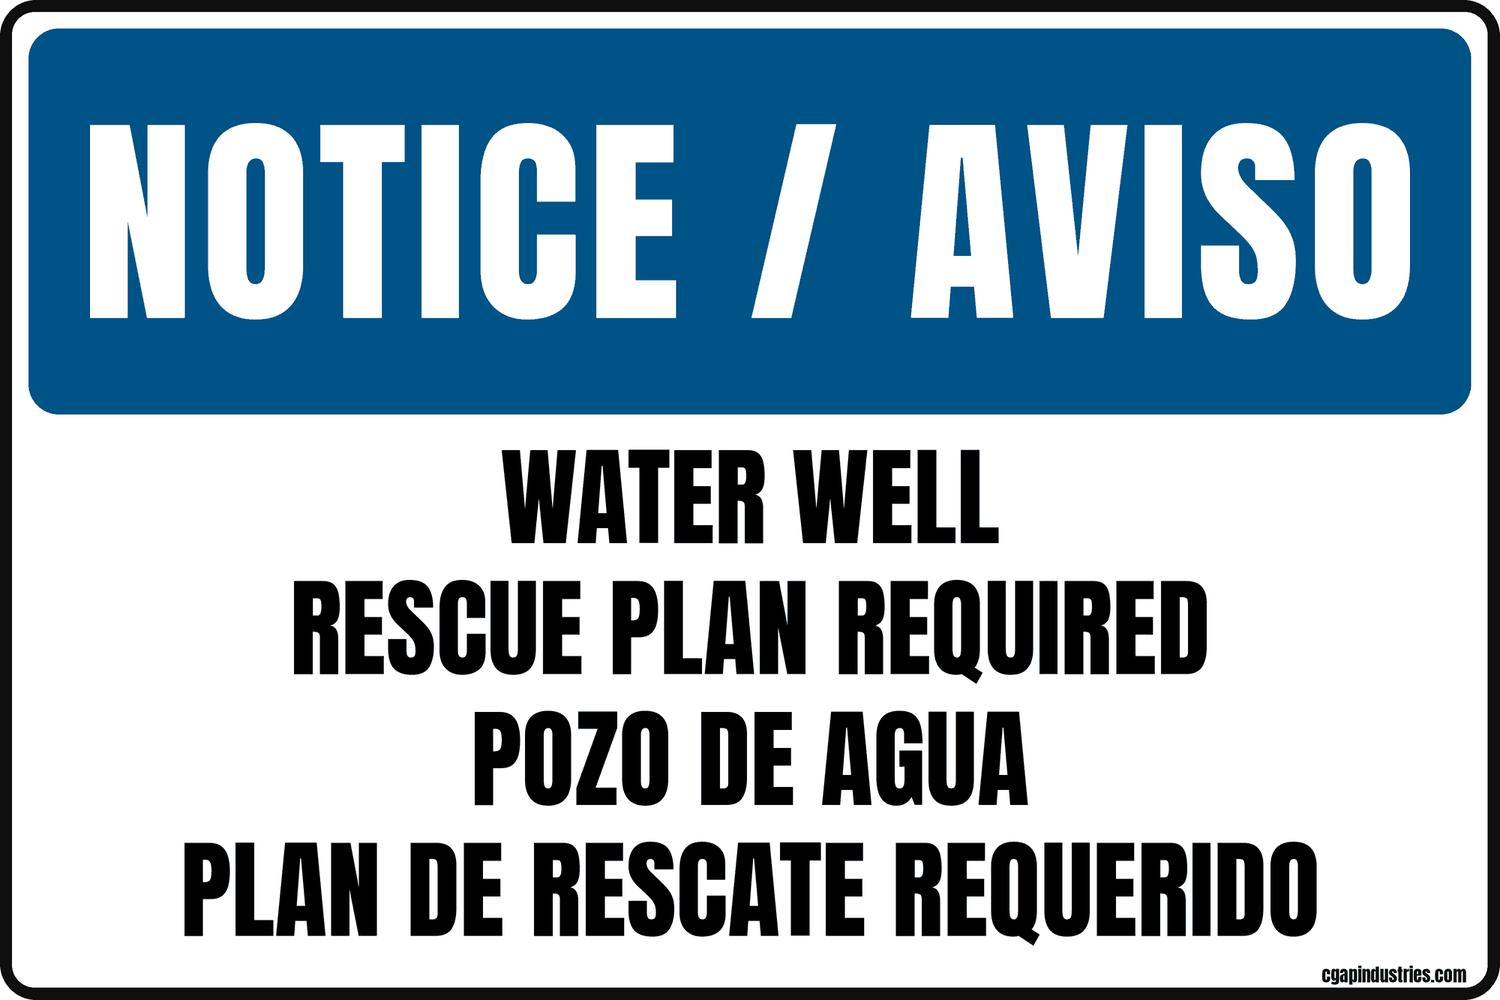 NOTICE / AVISO
WATER WELL
RESCUE PLAN REQUIRED
POZO DE AGUA
PLAN DE RESCATE REQUERIDO
cgapindustries.com